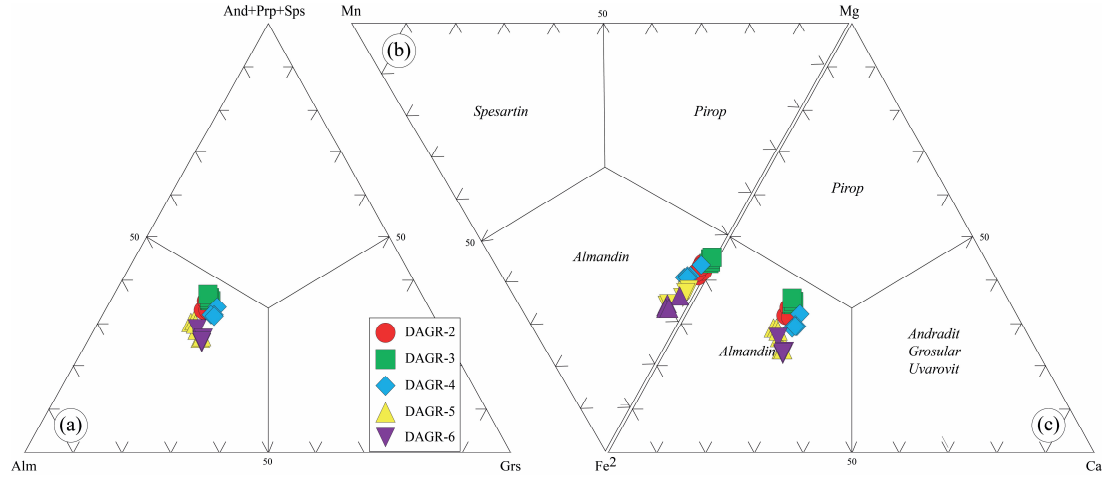 And+Prp+Sps
Mn
50
Mg
(b)
Spesartin
Pirop
Pirop
50
50
50
50
Almandin
DAGR-2
DAGR-3
DAGR-4
DAGR-5
DAGR-6
Almandin
Andradit
Grosular
Uvarovit
(a)
(c)
Alm
50
Grs
Fe2
50
Ca